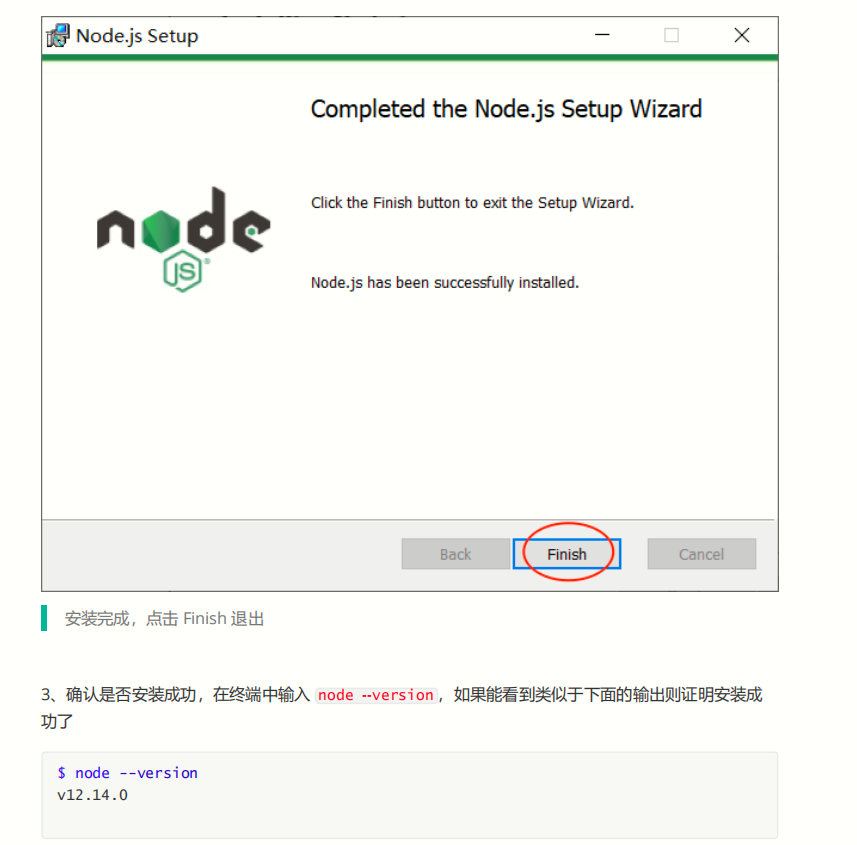 Node.js Setup
Completed the Node.js Setup Wizard
Click the Finish button to exit the Setup Wizard.
node
JS
®
Node.js has been successfully installed.
Back
Finish
Cancel
安装完成，点击 Finish 退出
3、确认是否安装成功，在终端中输入 node --version，如果能看到类似于下面的输出则证明安装成
功了
$ node --version
v12.14.0